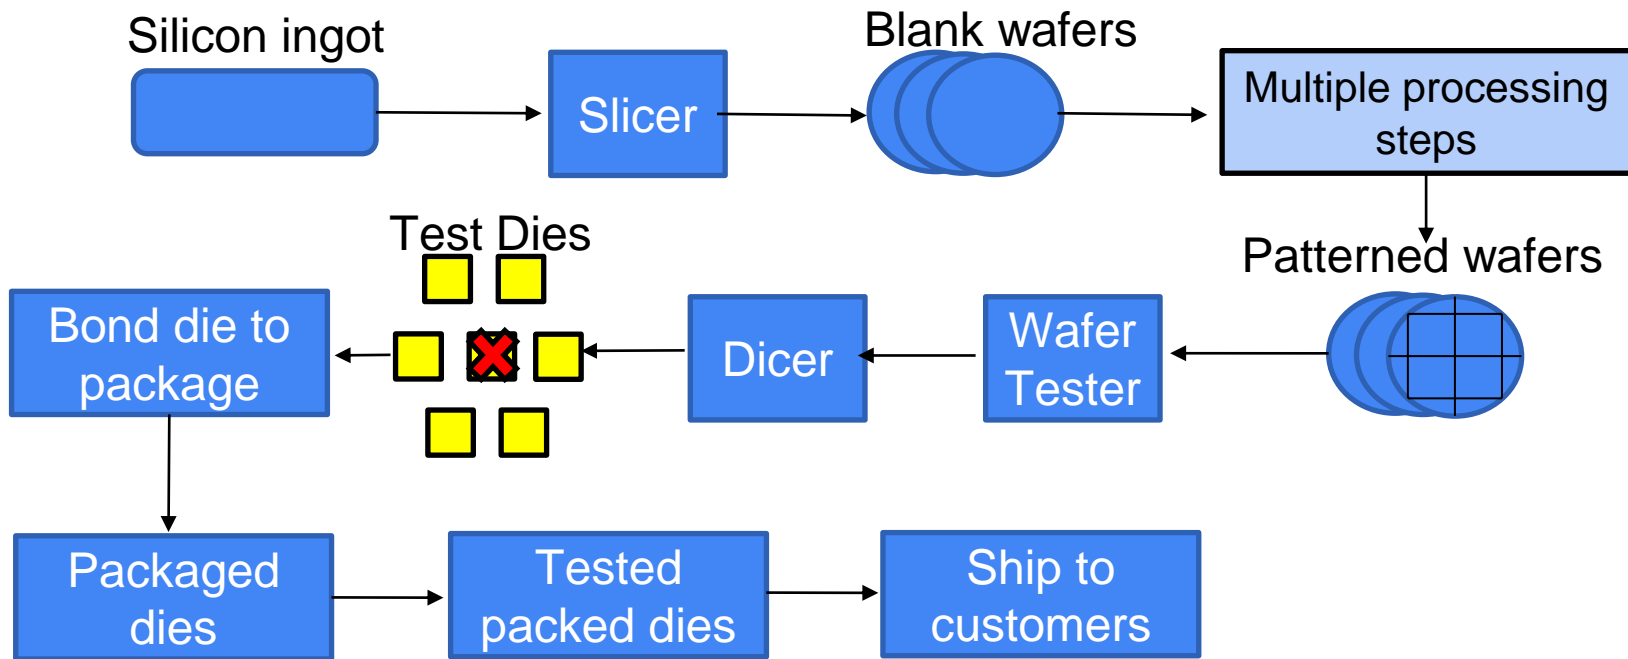 Silicon ingot
Slicer
Blank wafers
Multiple processing
steps
Test Dies
Patterned wafers
Bond die to
package
Dicer
Wafer
Tester
Packaged
dies
Tested
packed dies
Ship to
customers